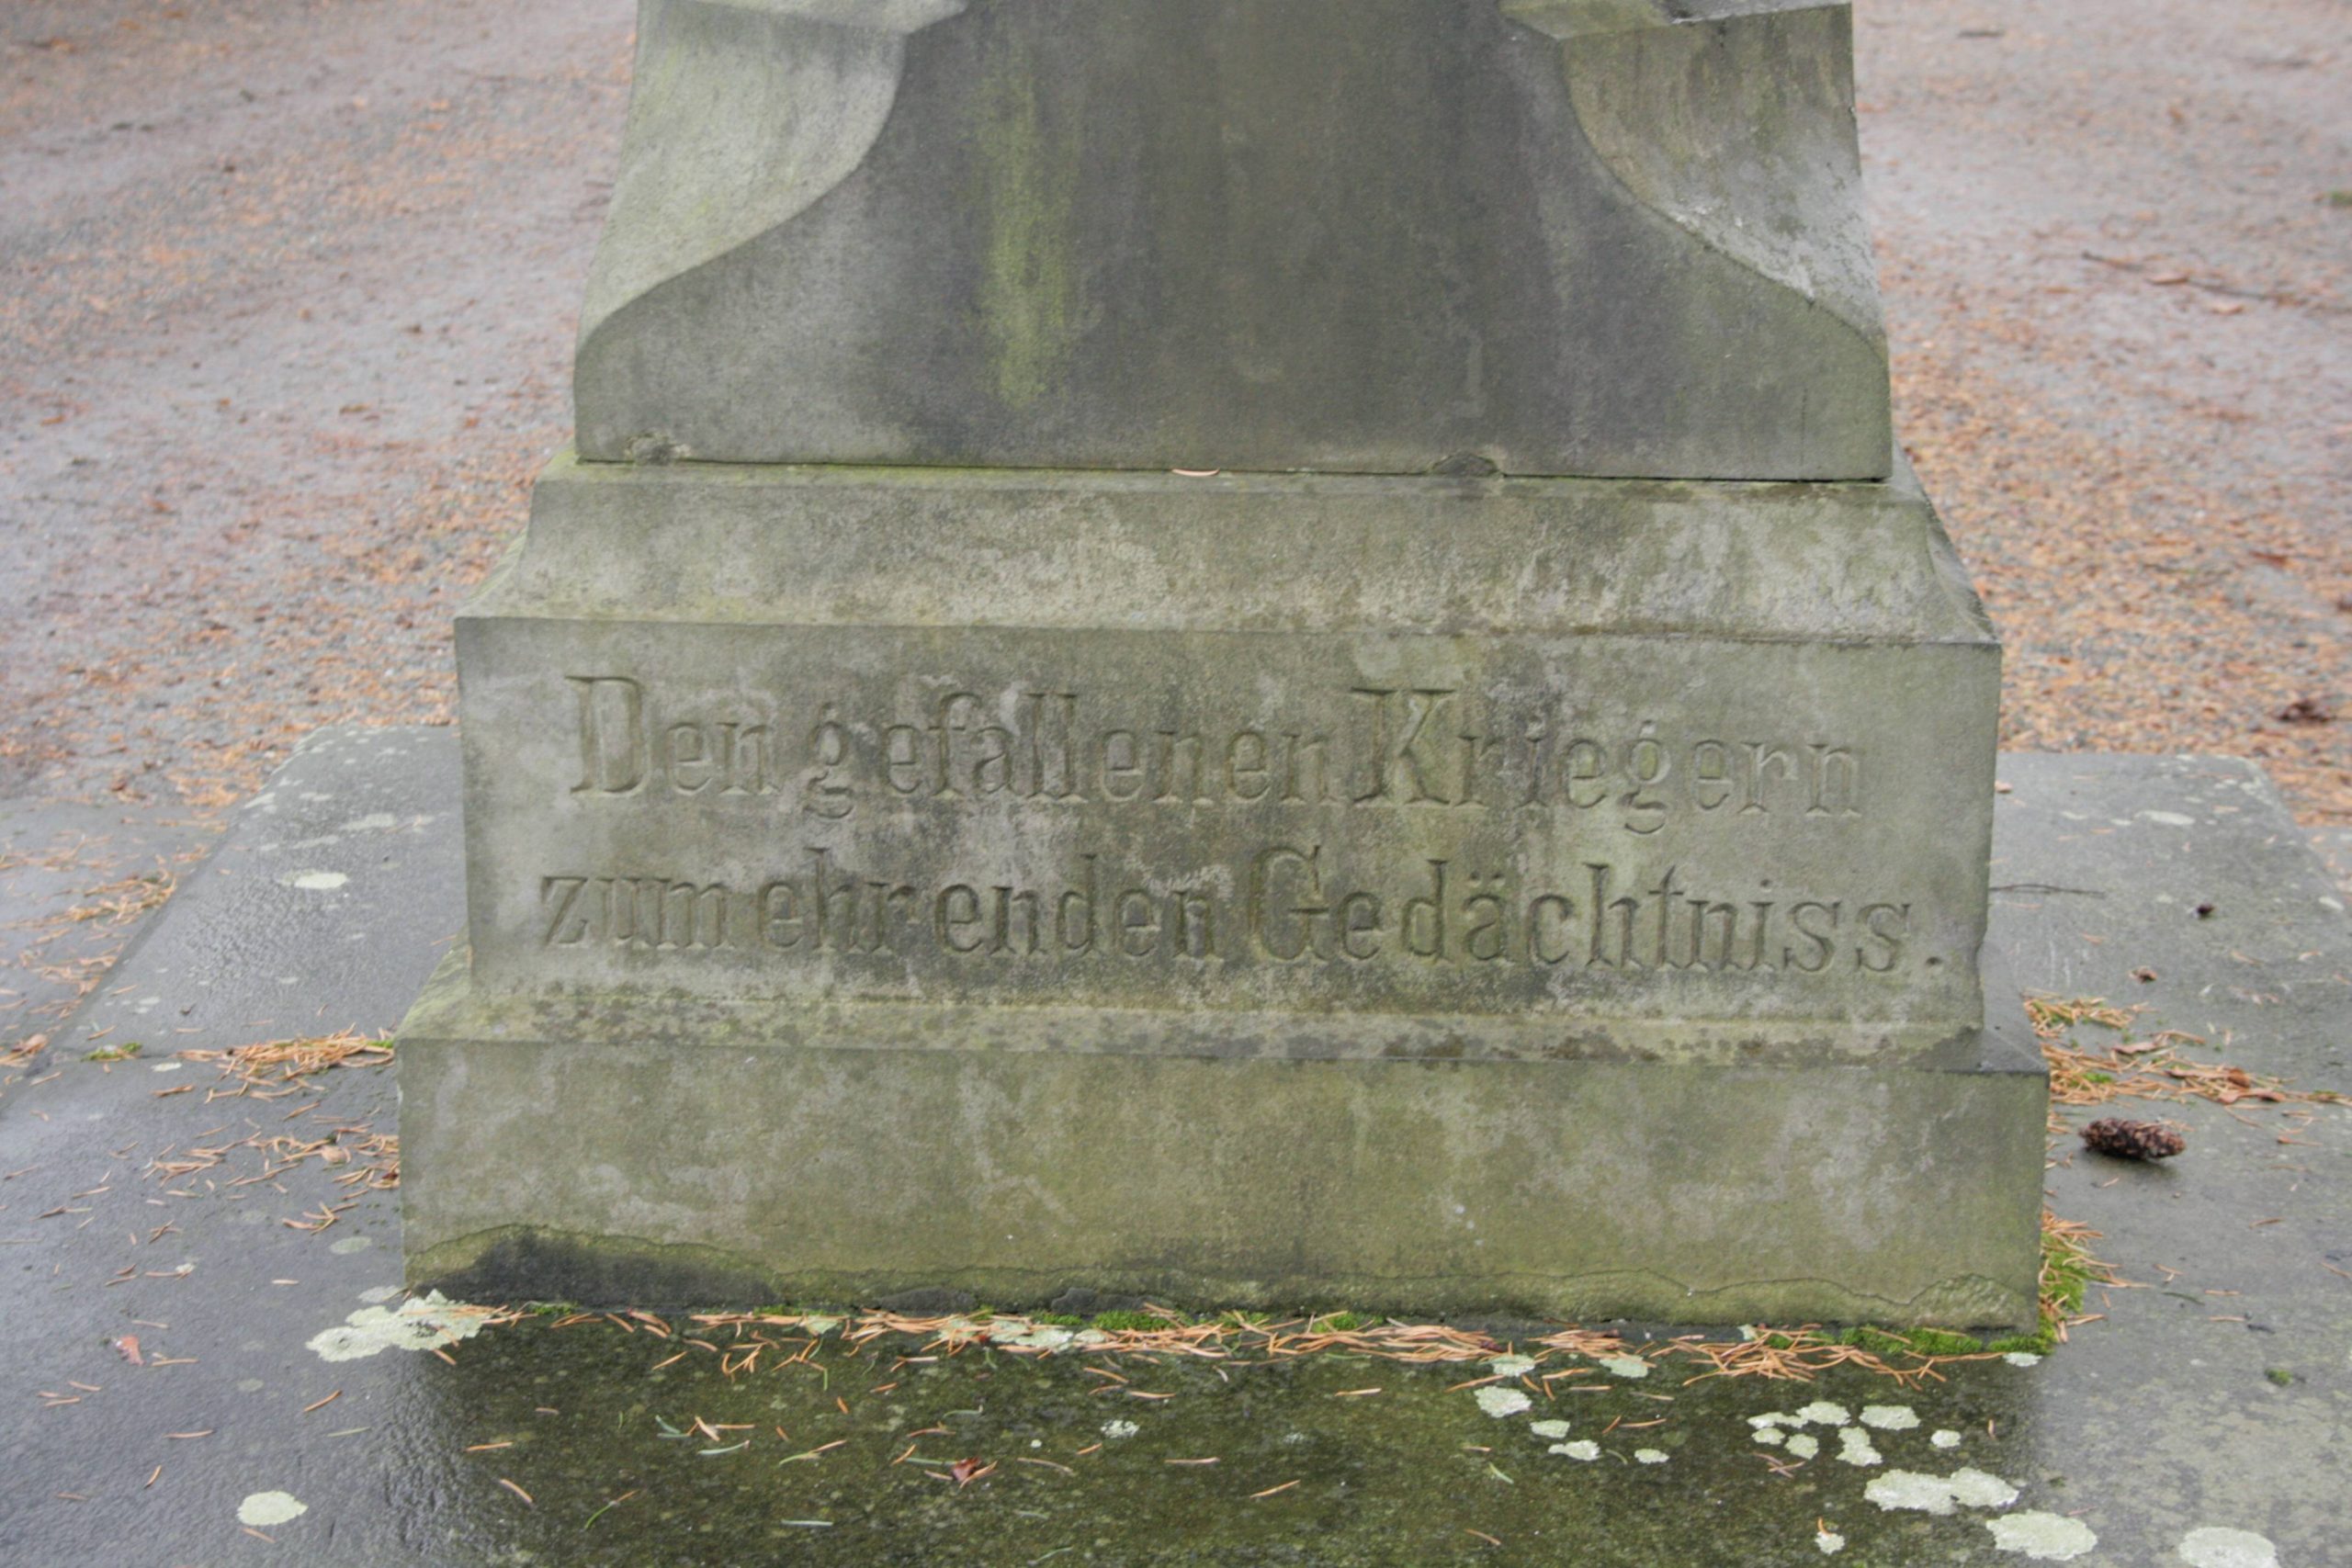 Den gefallenen Kriegern
zum ehrenden Gedächtniss.